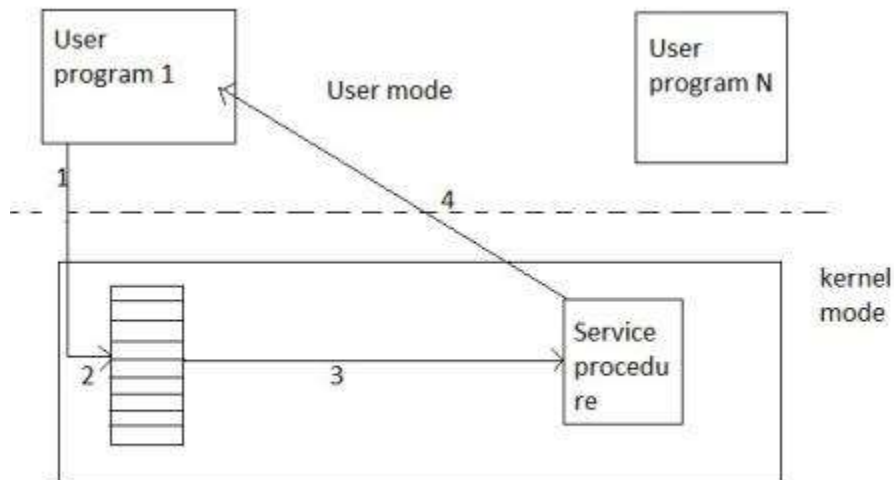 User
program 1
User mode
User
program N
1
4
kernel
mode
2
3
Service
procedu
re